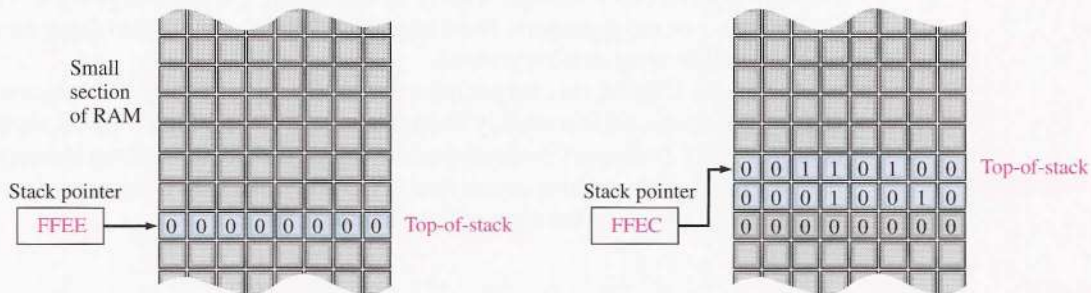 Small
section
of RAM
Stack pointer
FFEE
0 0 0 0 0 0 0 0
Top-of-stack
Stack pointer
FFEC
0 0 1 1 0 1 0 0
Top-of-stack
0 0 0 1 0 0 1 0
0 0 0 0 0 0 0 0